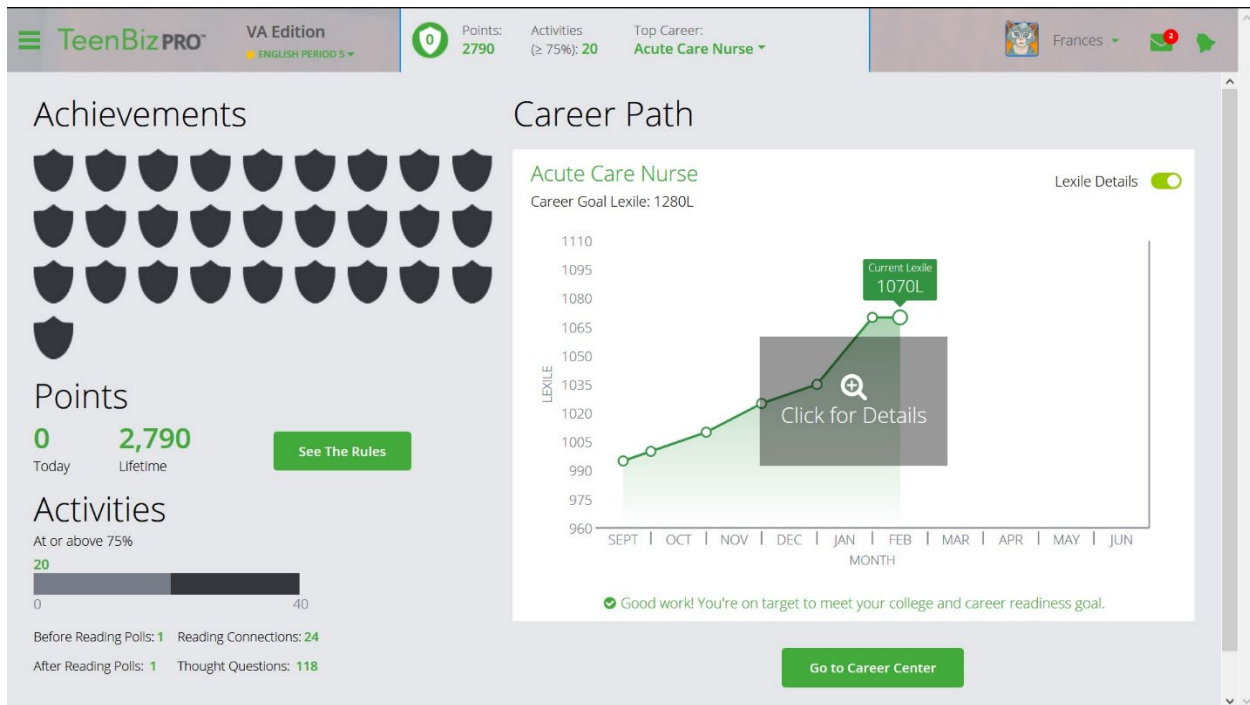 TeenBizPRO™
VA Edition
ENGLISH PERIOD 5
0
Points:
2790
Activities
(≥ 75%): 20
Top Career:
Acute Care Nurse
Frances
2
Achievements
Points
0
Today
2,790
Lifetime
See The Rules
Activities
At or above 75%
20
0
40
Before Reading Polls: 1 Reading Connections: 24
After Reading Polls: 1 Thought Questions: 118
Career Path
Acute Care Nurse
Lexile Details
Career Goal Lexile: 1280L
1110
1095
1080
1065
1050
1035
1020
1005
990
975
960
LEXILE
Current Lexile
1070L
Click for Details
SEPT | OCT | NOV | DEC | JAN | FEB | MAR | APR | MAY | JUN
MONTH
Good work! You're on target to meet your college and career readiness goal.
Go to Career Center